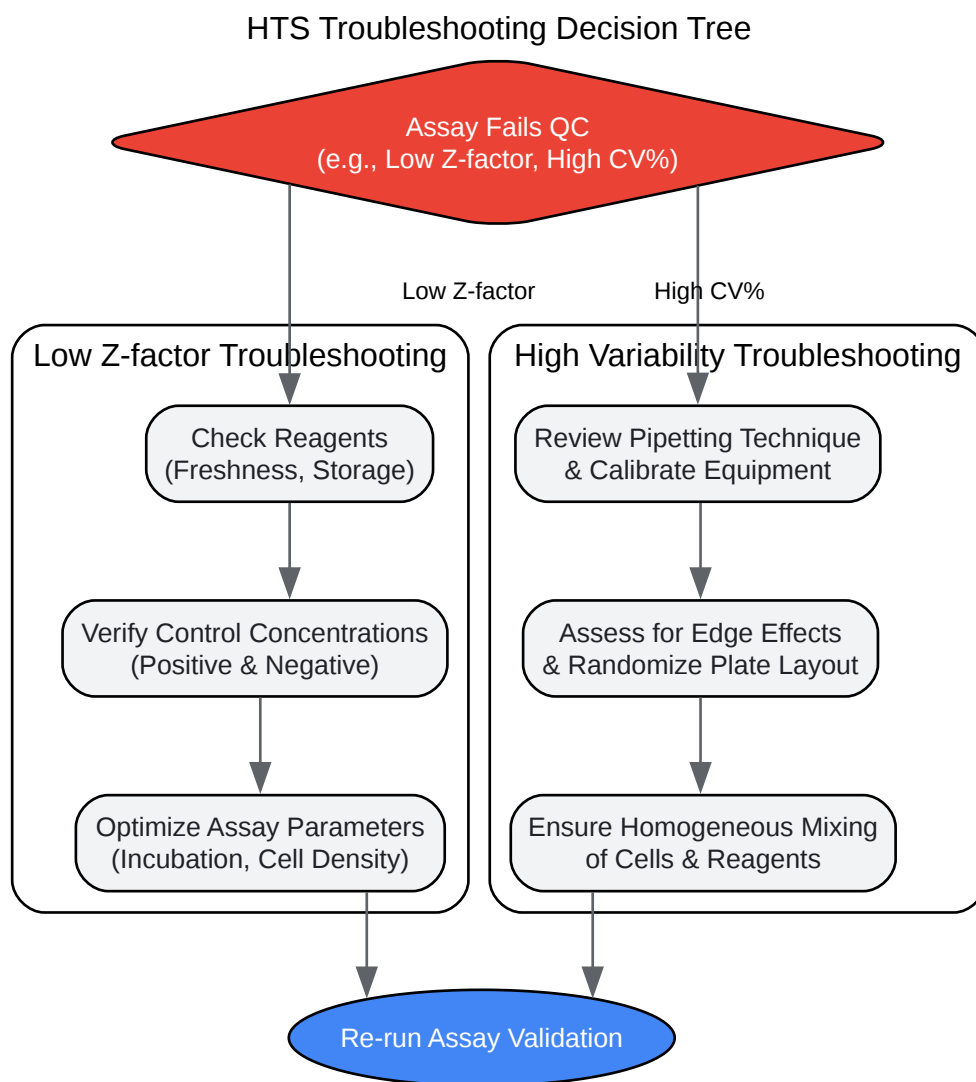 HTS Troubleshooting Decision Tree
Assay Fails QC
(e.g., Low Z-factor, High CV%)
Low Z-factor
High CV%
Low Z-factor Troubleshooting
Check Reagents
(Freshness, Storage)
Verify Control Concentrations
(Positive & Negative)
Optimize Assay Parameters
(Incubation, Cell Density)
High Variability Troubleshooting
Review Pipetting Technique
& Calibrate Equipment
Assess for Edge Effects
& Randomize Plate Layout
Ensure Homogeneous Mixing
of Cells & Reagents
Re-run Assay Validation